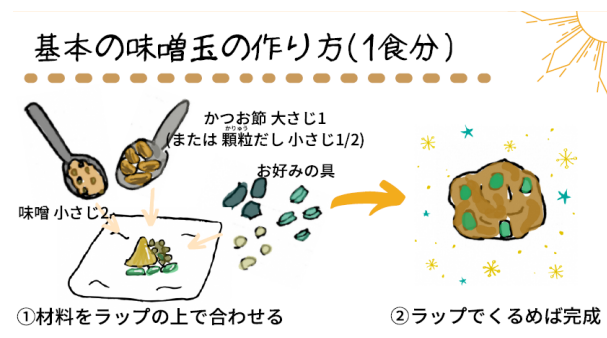 基本の味噌玉の作り方(1食分)
かつお節 大さじ1
かりゅう
(または 顆粒だし 小さじ1/2)
お好みの具
味噌 小さじ2
①材料をラップの上で合わせる
②ラップでくるめば完成